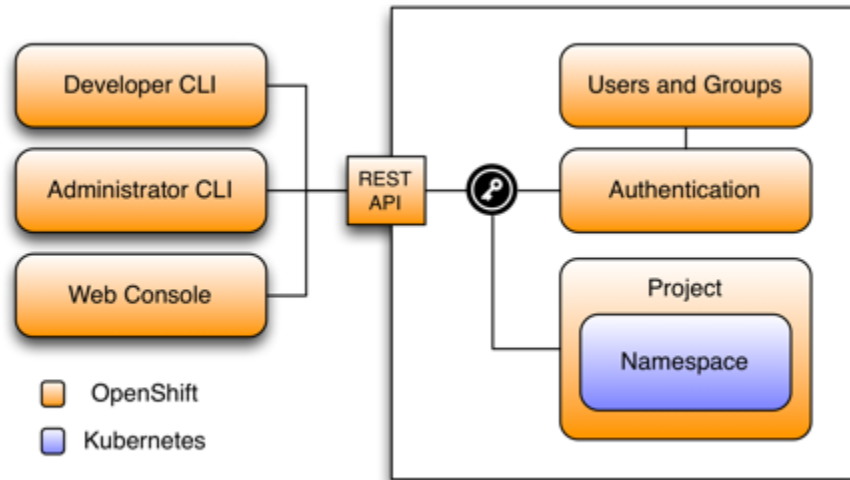 Developer CLI
Administrator CLI
Web Console
OpenShift
Kubernetes
REST
API
Users and Groups
Authentication
Project
Namespace